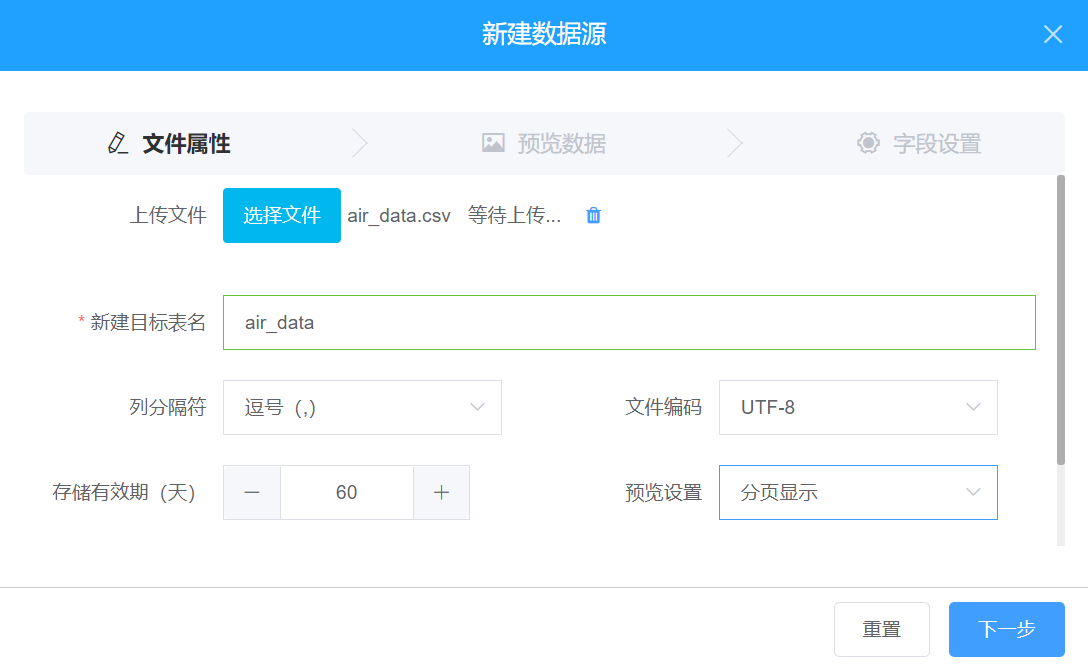 新建数据源
文件属性 预览数据 字段设置
上传文件 选择文件 air_data.csv 等待上传...
* 新建目标表名 air_data
列分隔符 逗号（,） 文件编码 UTF-8
存储有效期（天） 60 预览设置 分页显示
重置 下一步